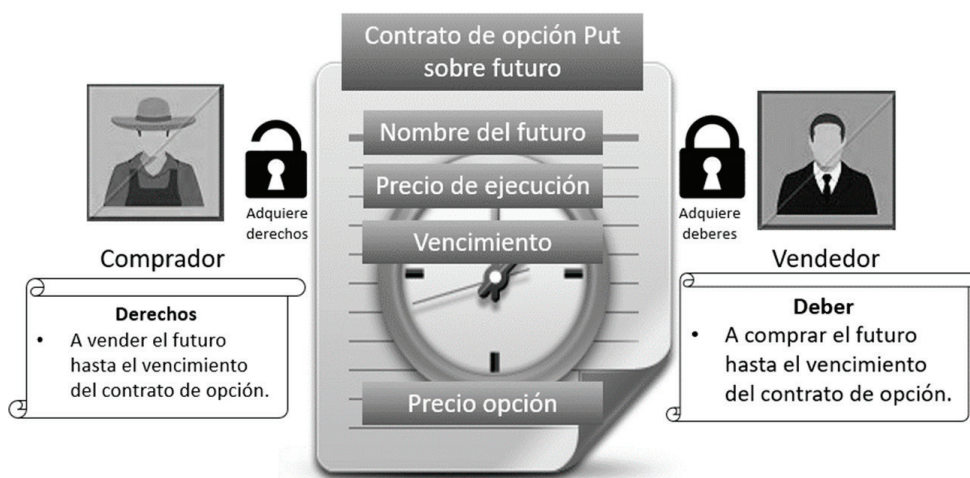 Contrato de opción Put
sobre futuro
Nombre del futuro
Precio de ejecución
Vencimiento
Precio opción
Adquiere
derechos
Comprador
Derechos
• A vender el futuro
hasta el vencimiento
del contrato de opción.
Adquiere
deberes
Vendedor
Deber
• A comprar el futuro
hasta el vencimiento
del contrato de opción.